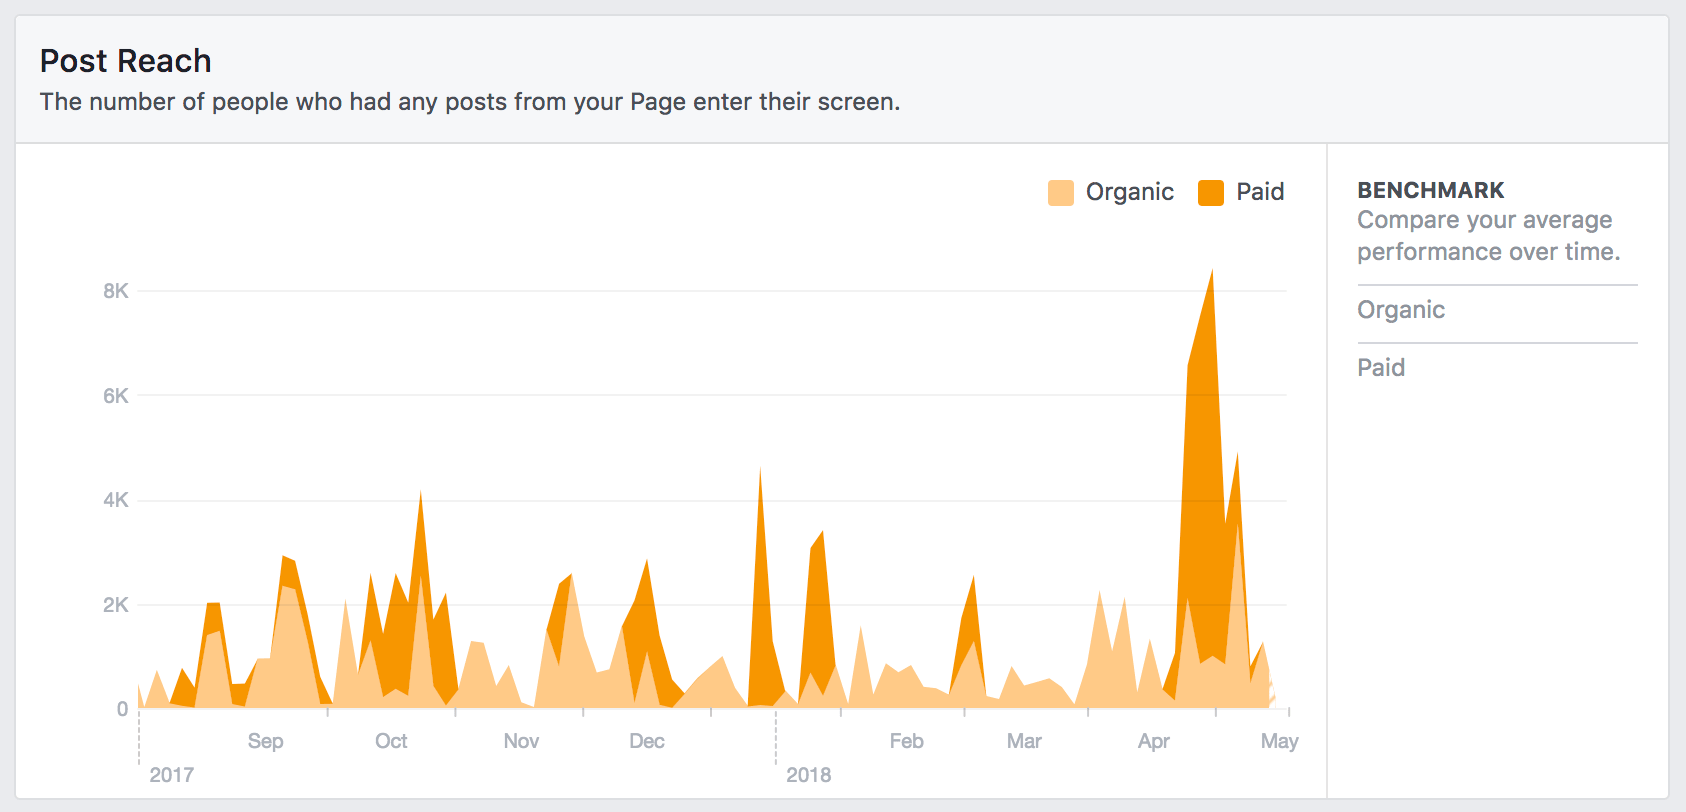 Post Reach
The number of people who had any posts from your Page enter their screen.
Organic Paid
8K
6K
4K
2K
0
Sep Oct Nov Dec Feb Mar Apr May
2017 2018
BENCHMARK
Compare your average
performance over time.
Organic
Paid